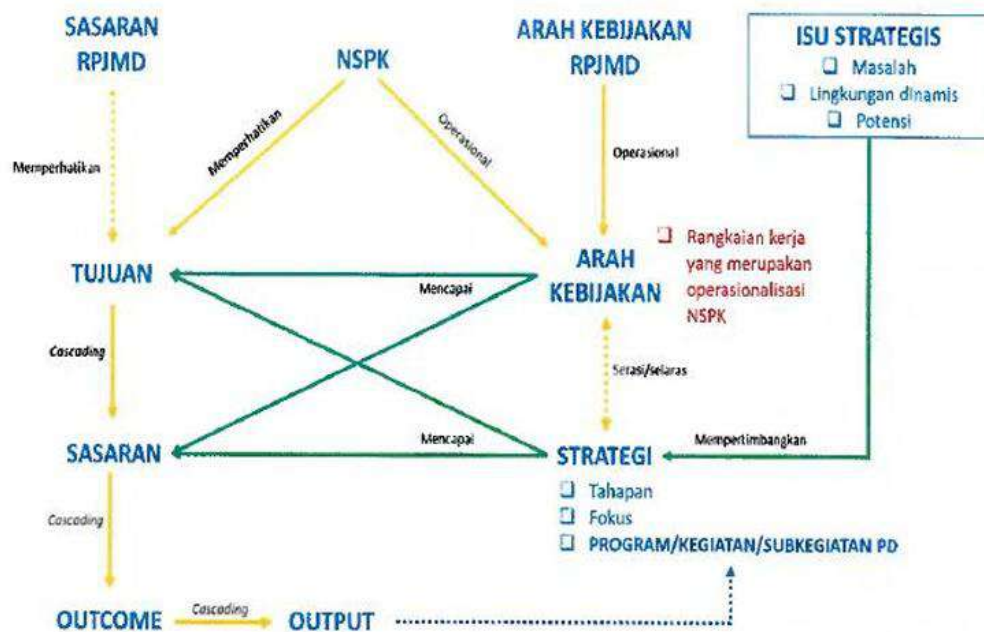 SASARAN
RPJMD
NSPK
ARAH KEBIJAKAN
RPJMD
ISU STRATEGIS
❑ Masalah
❑ Lingkungan dinamis
❑ Potensi
Memperhatikan
Memperhatikan
Operasional
Operasional
TUJUAN
Mencapai
ARAH
KEBIJAKAN
❑ Rangkaian kerja
yang merupakan
operasionalisasi
NSPK
Cascading
Serasi/selaras
SASARAN
Mencapai
STRATEGI
Mempertimbangkan
❑ Tahapan
❑ Fokus
❑ PROGRAM/KEGIATAN/SUBKEGIATAN PD
Cascading
OUTCOME
Cascading
OUTPUT